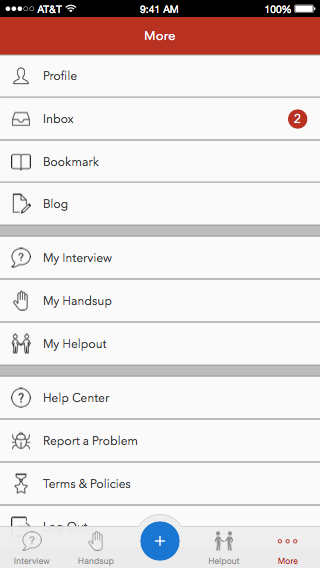 AT&T 9:41 AM 100%
More
Profile
Inbox 2
Bookmark
Blog
My Interview
My Handsup
My Helpout
Help Center
Report a Problem
Terms & Policies
Log Out
Interview Handsup + Helpout More